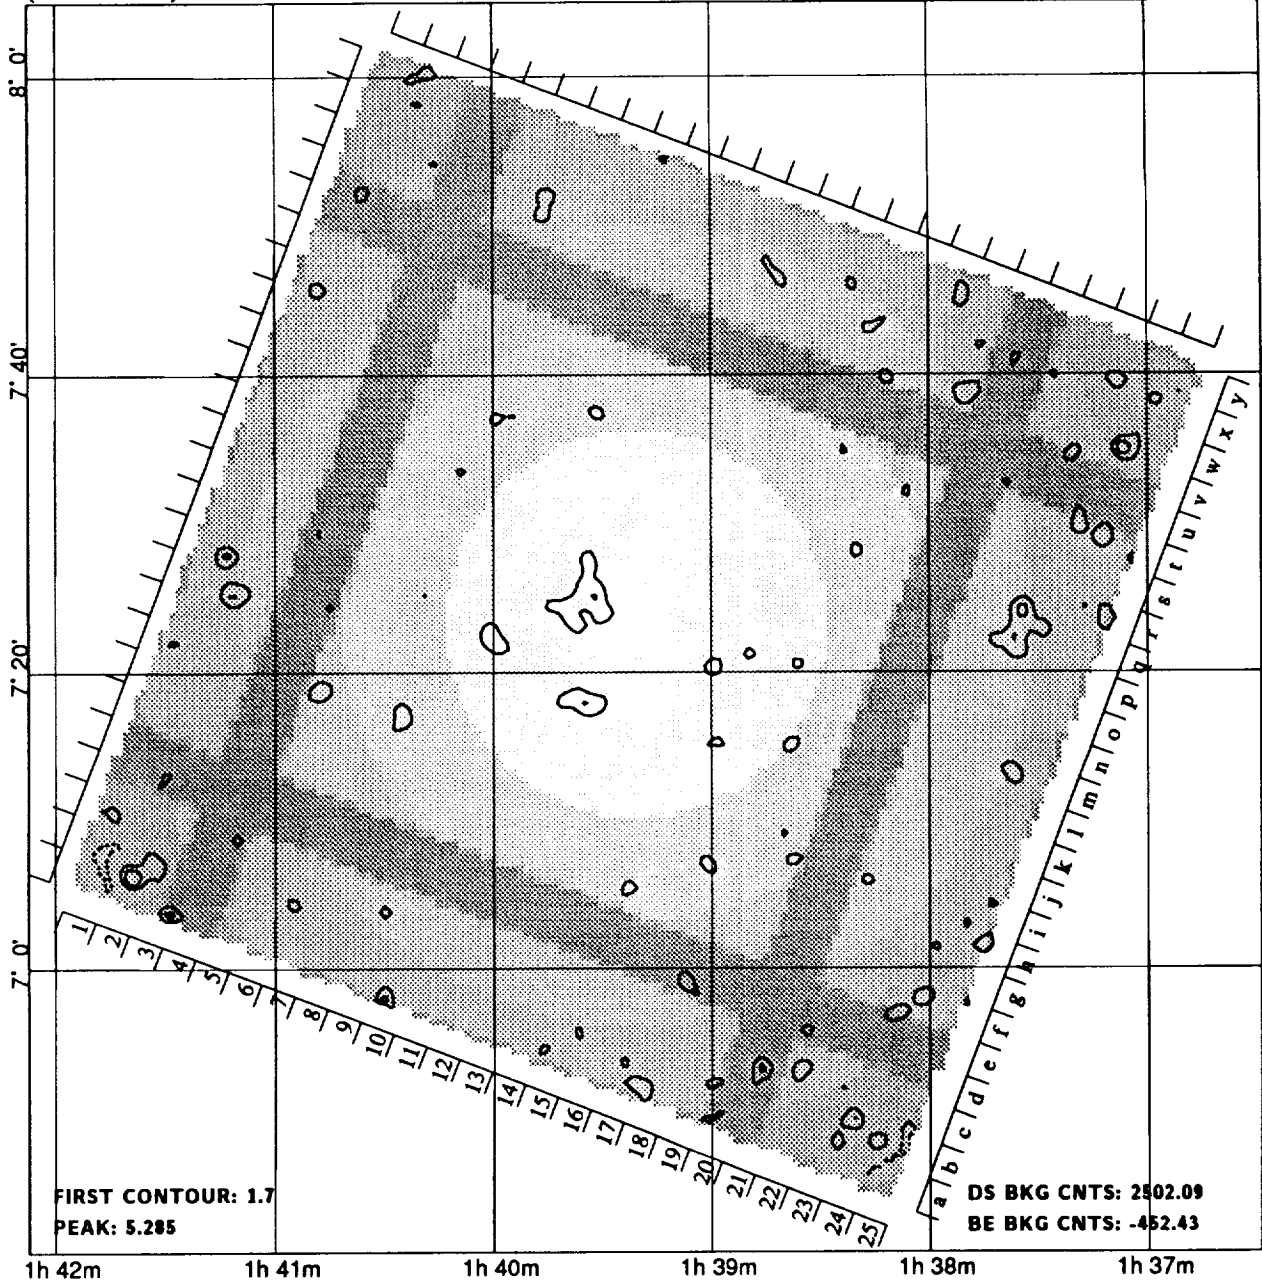 8° 0'
7° 40'
7° 20'
7° 0'
y
x
w
v
u
t
s
r
q
p
o
n
m
l
k
j
i
h
g
f
e
d
c
b
a
1
2
3
4
5
6
7
8
9
10
11
12
13
14
15
16
17
18
19
20
21
22
23
24
25
FIRST CONTOUR: 1.7
PEAK: 5.285
DS BKG CNTS: 2502.09
BE BKG CNTS: -452.43
1h 42m
1h 41m
1h 40m
1h 39m
1h 38m
1h 37m